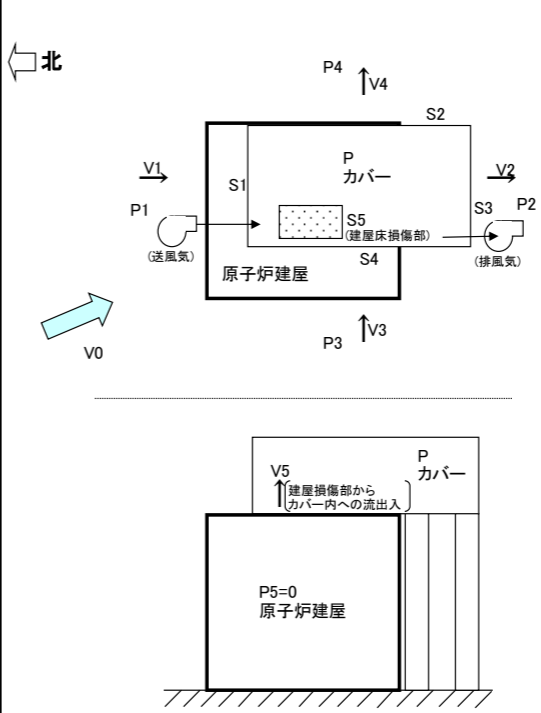 北
P4
V4
S2
V1
P
カバー
V2
S1
P1
S3
P2
S5
(建屋床損傷部)
(送風気)
S4
(排風気)
原子炉建屋
V0
P3
V3
P
カバー
V5
建屋損傷部から
カバー内への流出入
P5=0
原子炉建屋